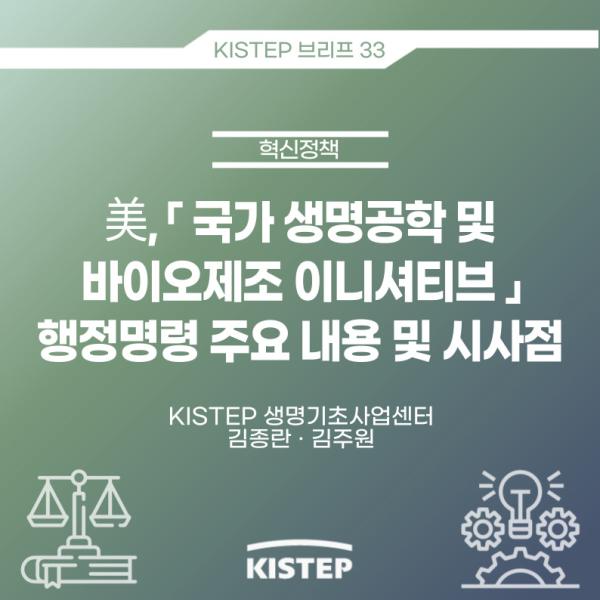 KISTEP 브리프 33
혁신정책
美, 「 국가 생명공학 및
바이오제조 이니셔티브 」
행정명령 주요 내용 및 시사점
KISTEP 생명기초사업센터
김종란 · 김주원
KISTEP